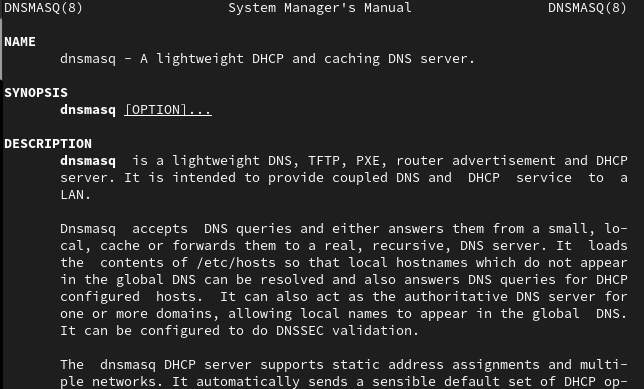 DNSMASQ(8) System Manager's Manual DNSMASQ(8)
NAME
dnsmasq – A lightweight DHCP and caching DNS server.
SYNOPSIS
dnsmasq [OPTION]...
DESCRIPTION
dnsmasq is a lightweight DNS, TFTP, PXE, router advertisement and DHCP
server. It is intended to provide coupled DNS and DHCP service to a
LAN.
Dnsmasq accepts DNS queries and either answers them from a small, lo–
cal, cache or forwards them to a real, recursive, DNS server. It loads
the contents of /etc/hosts so that local hostnames which do not appear
in the global DNS can be resolved and also answers DNS queries for DHCP
configured hosts. It can also act as the authoritative DNS server for
one or more domains, allowing local names to appear in the global DNS.
It can be configured to do DNSSEC validation.
The dnsmasq DHCP server supports static address assignments and multi–
ple networks. It automatically sends a sensible default set of DHCP op–